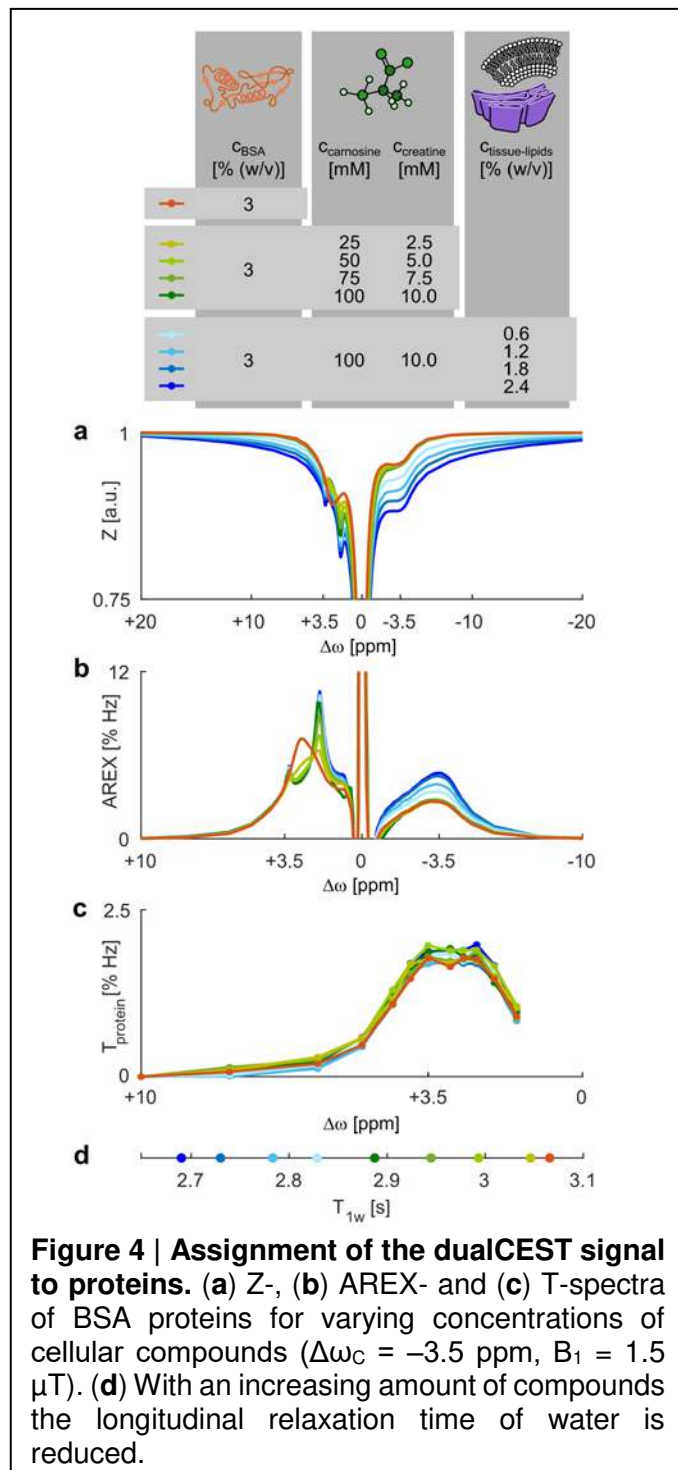 c_BSA
[% (w/v)]
c_carnosine c_creatine
[mM] [mM]
c_tissue-lipids
[% (w/v)]
3
3
25 2.5
50 5.0
75 7.5
100 10.0
3 100 10.0
0.6
1.2
1.8
2.4
a
1
Z [a.u.]
0.75
+20 +10 +3.5 0 -3.5 -10 -20
Δω [ppm]
b
12
AREX [% Hz]
0
+10 +3.5 0 -3.5 -10
Δω [ppm]
c
2.5
T_protein [% Hz]
0
+10 +3.5 0
Δω [ppm]
d
2.7 2.8 2.9 3 3.1
T_1w [s]
Figure 4 | Assignment of the dualCEST signal
to proteins. (a) Z-, (b) AREX- and (c) T-spectra
of BSA proteins for varying concentrations of
cellular compounds (Δω_C = –3.5 ppm, B_1 = 1.5
µT). (d) With an increasing amount of compounds
the longitudinal relaxation time of water is
reduced.